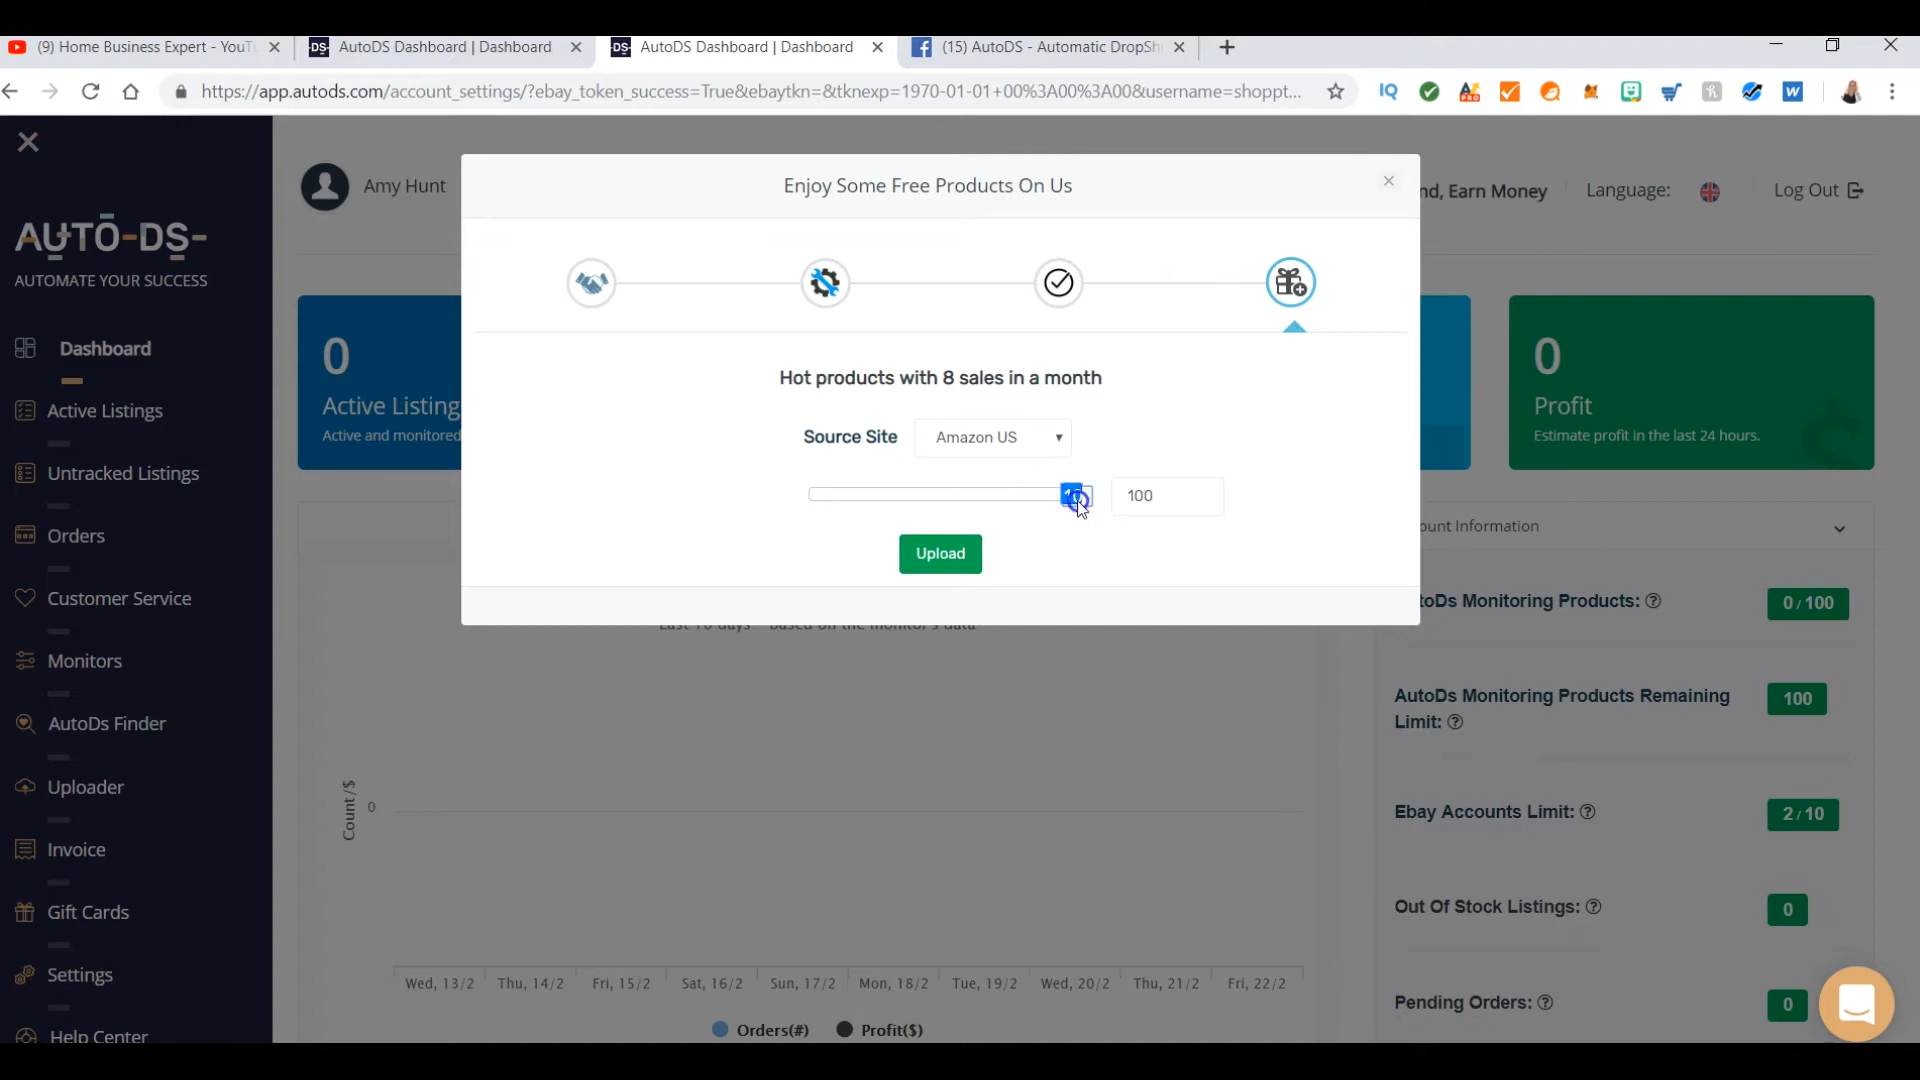 (9) Home Business Expert - YouT
AutoDS Dashboard | Dashboard
AutoDS Dashboard | Dashboard
(15) AutoDS - Automatic DropSh
https://app.autods.com/account_settings/?ebay_token_success=True&ebaytkn=&tknexp=1970-01-01+00%3A00%3A00&username=shoppt...
AUTO-DS-
AUTOMATE YOUR SUCCESS
Dashboard
Active Listings
Untracked Listings
Orders
Customer Service
Monitors
AutoDs Finder
Uploader
Invoice
Gift Cards
Settings
Help Center
Amy Hunt
nd, Earn Money
Language:
Log Out
Enjoy Some Free Products On Us
Hot products with 8 sales in a month
Source Site
Amazon US
100
Upload
0
Active Listing
Active and monitored
0
Profit
Estimate profit in the last 24 hours.
Last 10 days - based on the monitor's data
Count/$
0
Wed, 13/2 Thu, 14/2 Fri, 15/2 Sat, 16/2 Sun, 17/2 Mon, 18/2 Tue, 19/2 Wed, 20/2 Thu, 21/2 Fri, 22/2
Orders(#) Profit($)
ount Information
toDs Monitoring Products: 0/100
AutoDs Monitoring Products Remaining
Limit: 100
Ebay Accounts Limit: 2/10
Out Of Stock Listings: 0
Pending Orders: 0